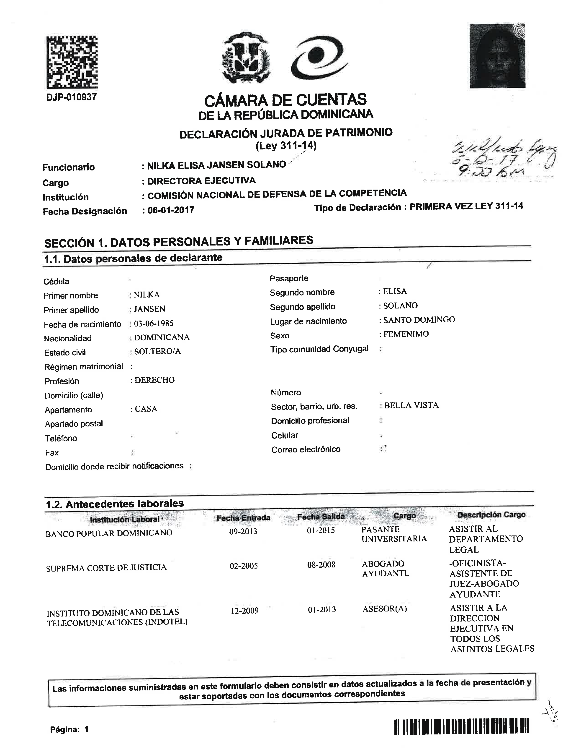 DJP-010937
CÁMARA DE CUENTAS
DE LA REPÚBLICA DOMINICANA
DECLARACIÓN JURADA DE PATRIMONIO
(Ley 311-14)
9:22 AM
Funcionario : NILKA ELISA JANSEN SOLANO
Cargo : DIRECTORA EJECUTIVA
Institución : COMISIÓN NACIONAL DE DEFENSA DE LA COMPETENCIA
Fecha Designación : 06-01-2017 Tipo de Declaración : PRIMERA VEZ LEY 311-14
SECCIÓN 1. DATOS PERSONALES Y FAMILIARES
1.1. Datos personales de declarante
Cédula : Pasaporte
Primer nombre : NILKA Segundo nombre : ELISA
Primer apellido : JANSEN Segundo apellido : SOLANO
Fecha de nacimiento : 03-06-1985 Lugar de nacimiento : SANTO DOMINGO
Nacionalidad : DOMINICANA Sexo : FEMENIMO
Estado civil : SOLTERO/A Tipo comunidad Conyugal :
Régimen matrimonial :
Profesión : DERECHO
Domicilio (calle) Número :
Apartamento : CASA Sector, barrio, urb. res. : BELLA VISTA
Apartado postal Domicilio profesional :
Teléfono : Celular :
Fax : Correo electrónico :
Domicilio donde recibir notificaciones :
1.2. Antecedentes laborales
Institución Laboral Fecha Entrada Fecha Salida Cargo Descripción Cargo
BANCO POPULAR DOMINICANO 09-2013 01-2015 PASANTE UNIVERSITARIA ASISTIR AL DEPARTAMENTO LEGAL
SUPREMA CORTE DE JUSTICIA 02-2005 08-2008 ABOGADO AYUDANTE -OFICINISTA- ASISTENTE DE JUEZ-ABOGADO AYUDANTE
INSTITUTO DOMINICANO DE LAS TELECOMUNICACIONES (INDOTEL) 12-2009 01-2013 ASESOR(A) ASISTIR A LA DIRECCION EJECUTIVA EN TODOS LOS ASUNTOS LEGALES
Las informaciones suministradas en este formulario deben consistir en datos actualizados a la fecha de presentación y
estar soportadas con los documentos correspondientes
Página: 1